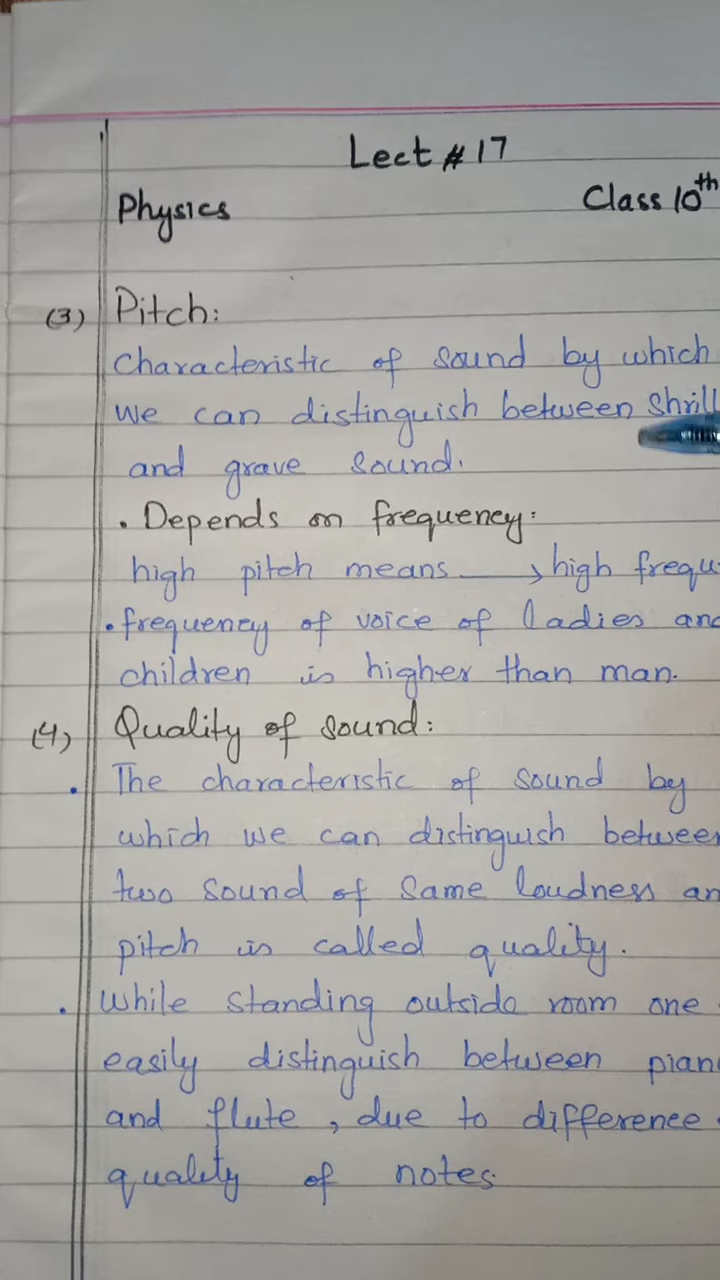 Lect # 17
Physics Class 10th
(3) Pitch:
Characteristic of sound by which
we can distinguish between Shrill
and grave sound.
• Depends on frequency:
high pitch means → high frequ
• frequency of voice of ladies and
children is higher than man.
(4) Quality of sound:
• The characteristic of sound by
which we can distinguish between
two sound of same loudness an
pitch is called quality.
• While standing outside room one
easily distinguish between pian
and flute, due to difference
quality of notes.